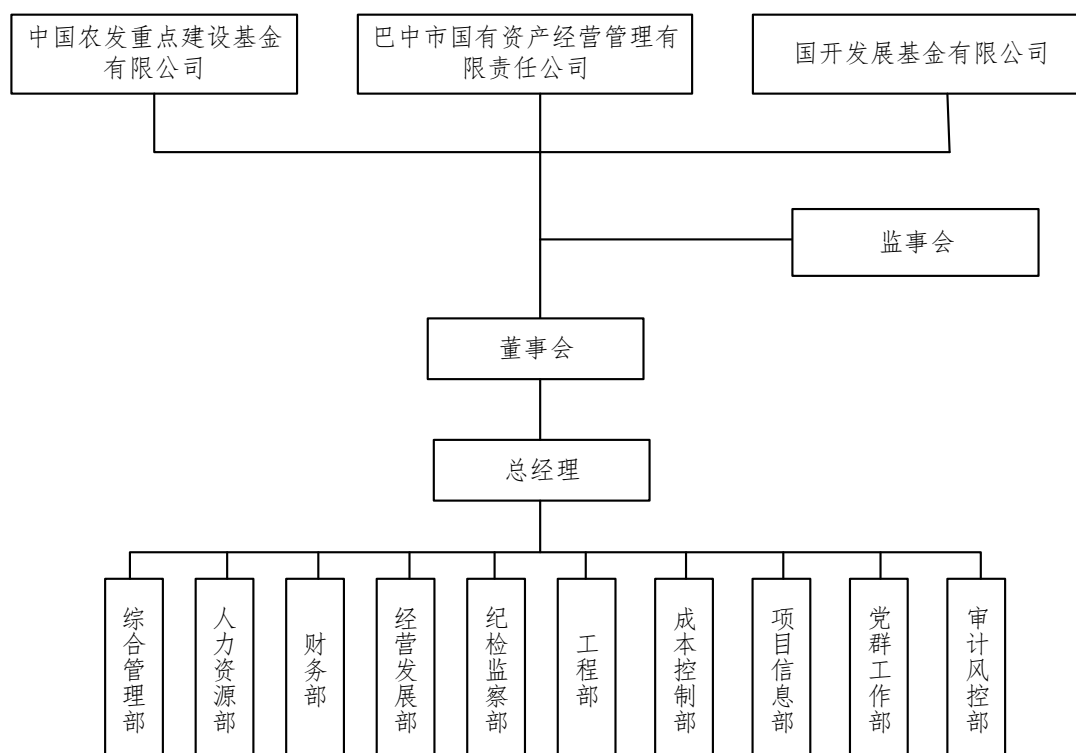 中国农发重点建设基金
有限公司
巴中市国有资产经营管理有
限责任公司
国开发展基金有限公司
监事会
董事会
总经理
综合管理部
人力资源部
财务部
经营发展部
纪检监察部
工程部
成本控制部
项目信息部
党群工作部
审计风控部